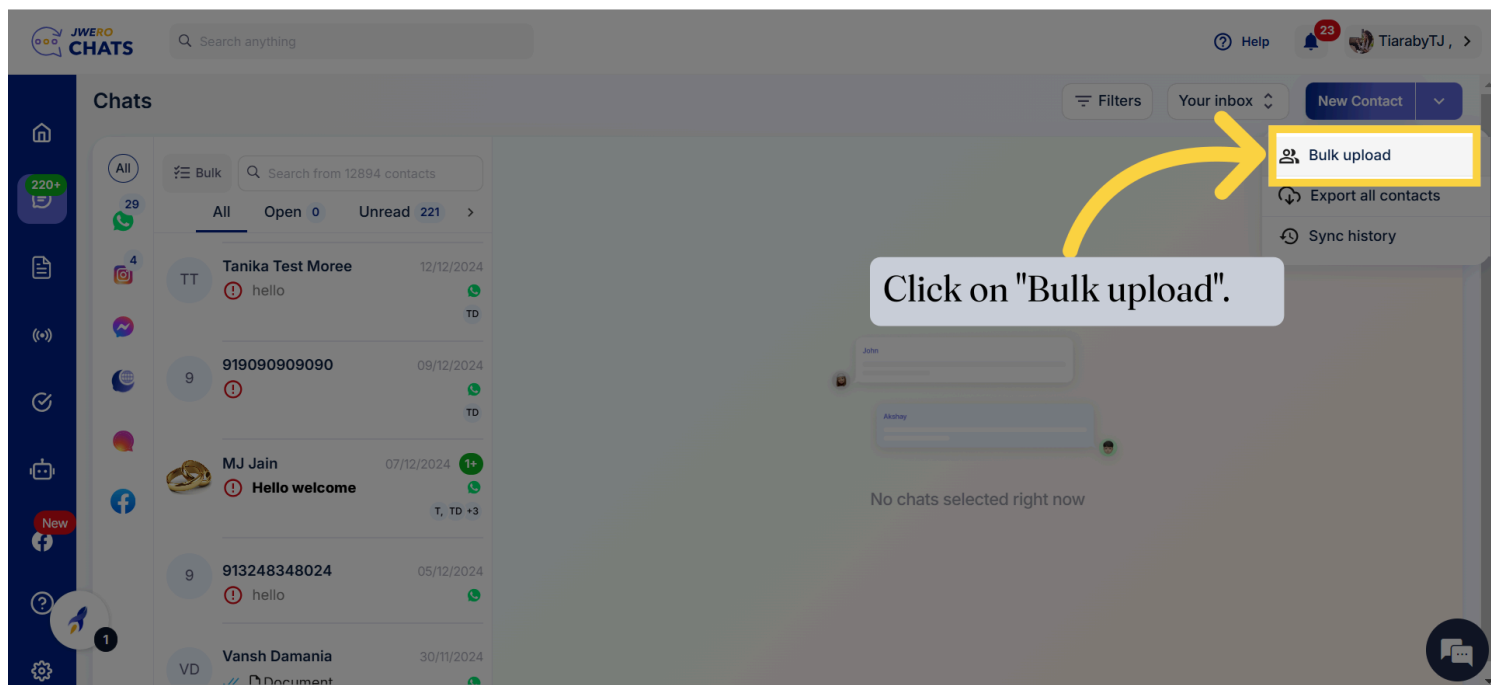 JWERO
CHATS
Search anything
Help
23
TiarabyTJ ,
Chats
Filters
Your inbox
New Contact
Bulk upload
Export all contacts
Sync history
Click on "Bulk upload".
220+
New
1
All
29
4
Bulk
Search from 12894 contacts
All Open 0 Unread 221
TT
Tanika Test Moree 12/12/2024
hello
TD
9
919090909090 09/12/2024
TD
MJ Jain 07/12/2024 1+
Hello welcome
T, TD +3
9
913248348024 05/12/2024
hello
VD
Vansh Damania 30/11/2024
Document
John
Akshay
No chats selected right now